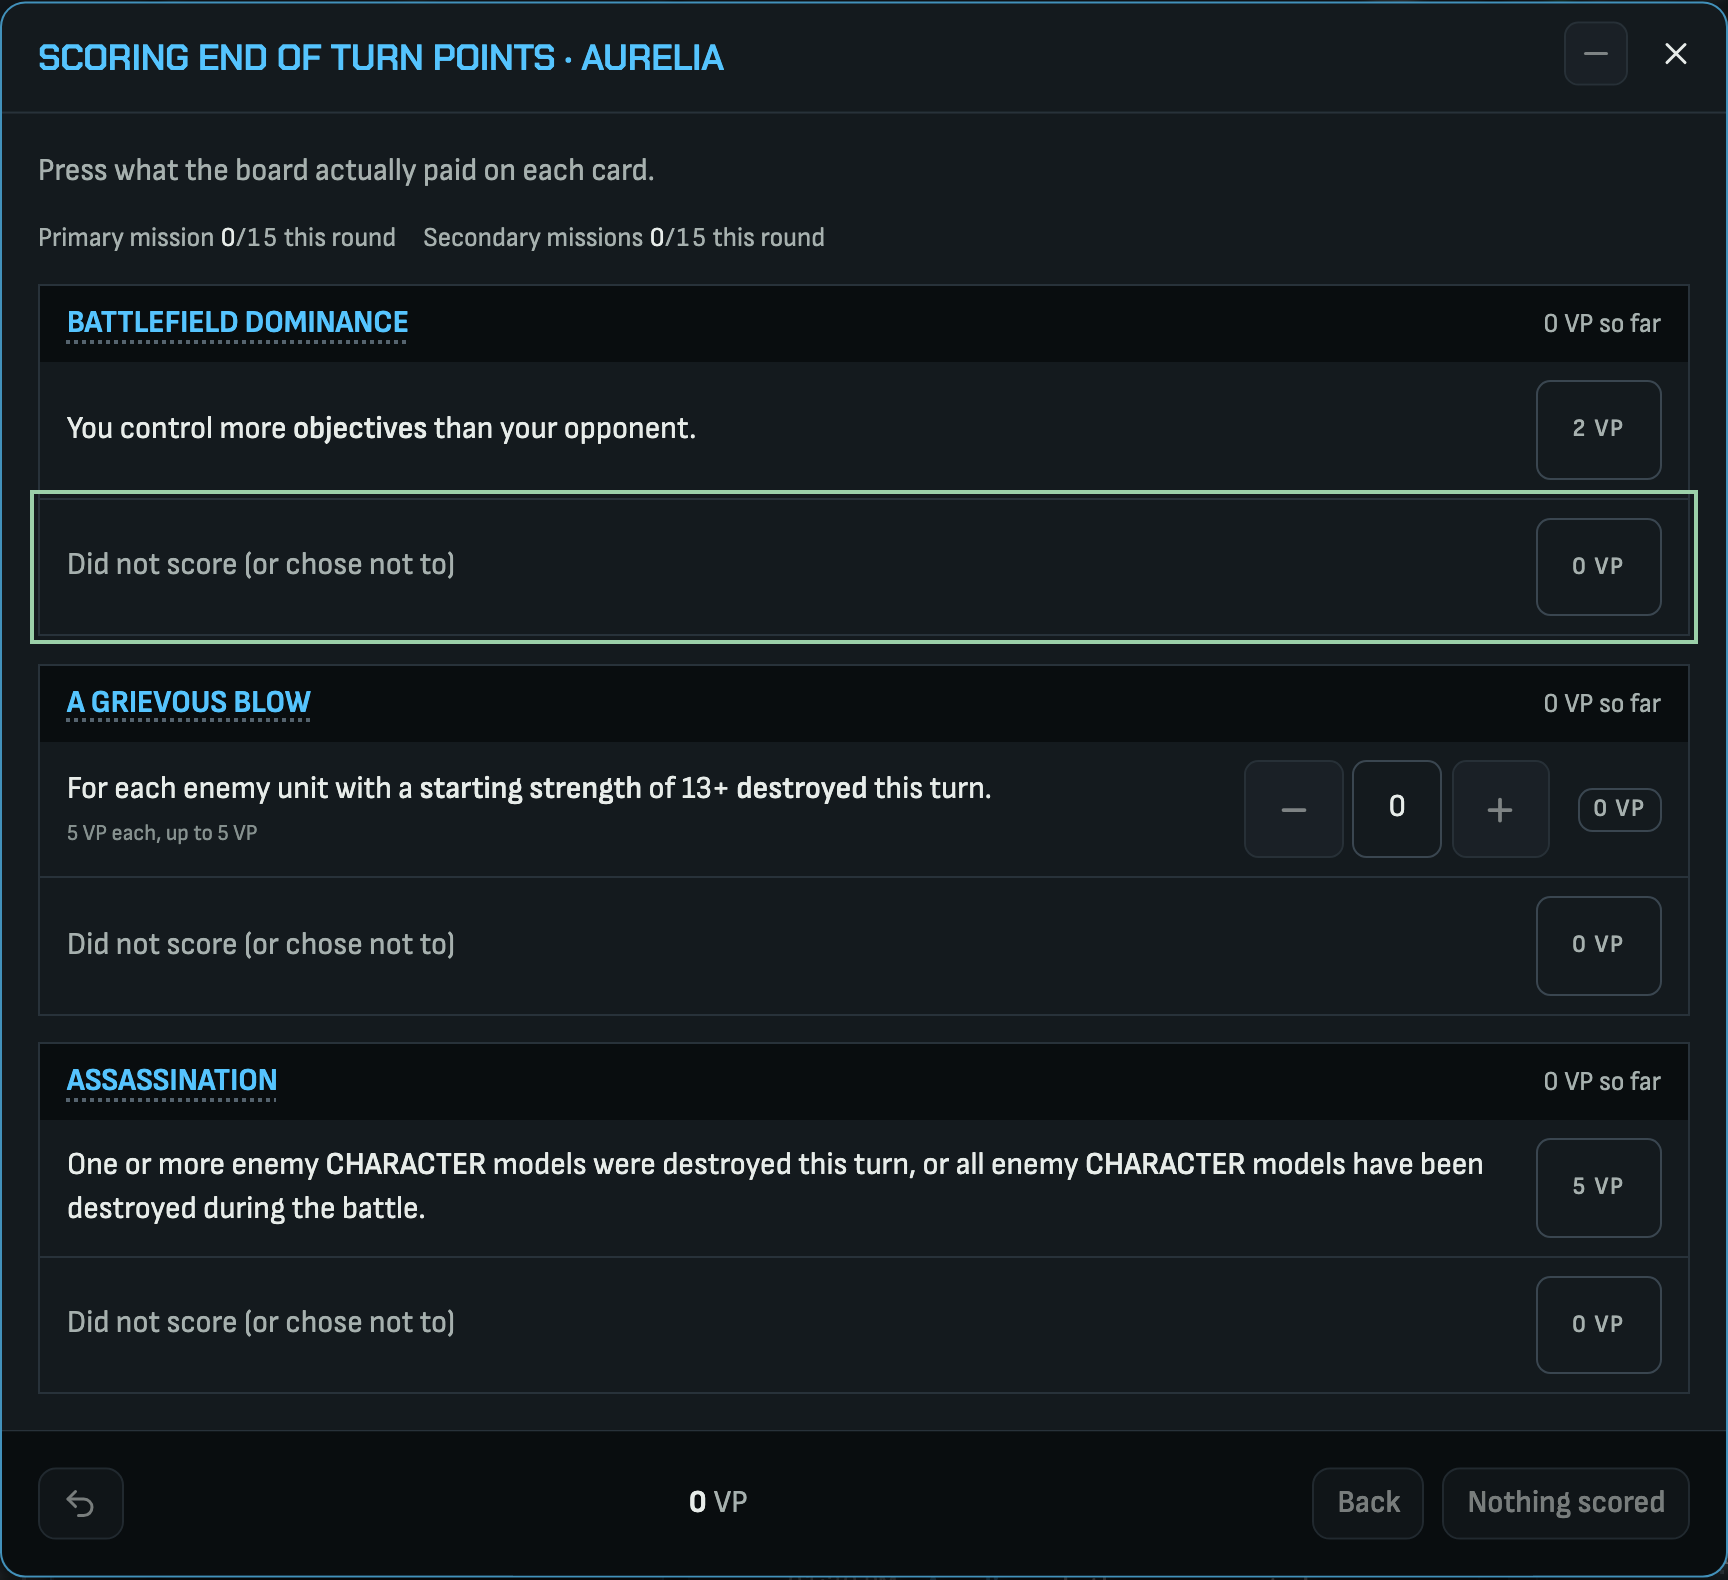 SCORING END OF TURN POINTS · AURELIA
Press what the board actually paid on each card.
Primary mission 0/15 this round Secondary missions 0/15 this round
BATTLEFIELD DOMINANCE 0 VP so far
You control more objectives than your opponent. 2 VP
Did not score (or chose not to) 0 VP
A GRIEVOUS BLOW 0 VP so far
For each enemy unit with a starting strength of 13+ destroyed this turn. − 0 + 0 VP
5 VP each, up to 5 VP
Did not score (or chose not to) 0 VP
ASSASSINATION 0 VP so far
One or more enemy CHARACTER models were destroyed this turn, or all enemy CHARACTER models have been
destroyed during the battle. 5 VP
Did not score (or chose not to) 0 VP
0 VP Back Nothing scored